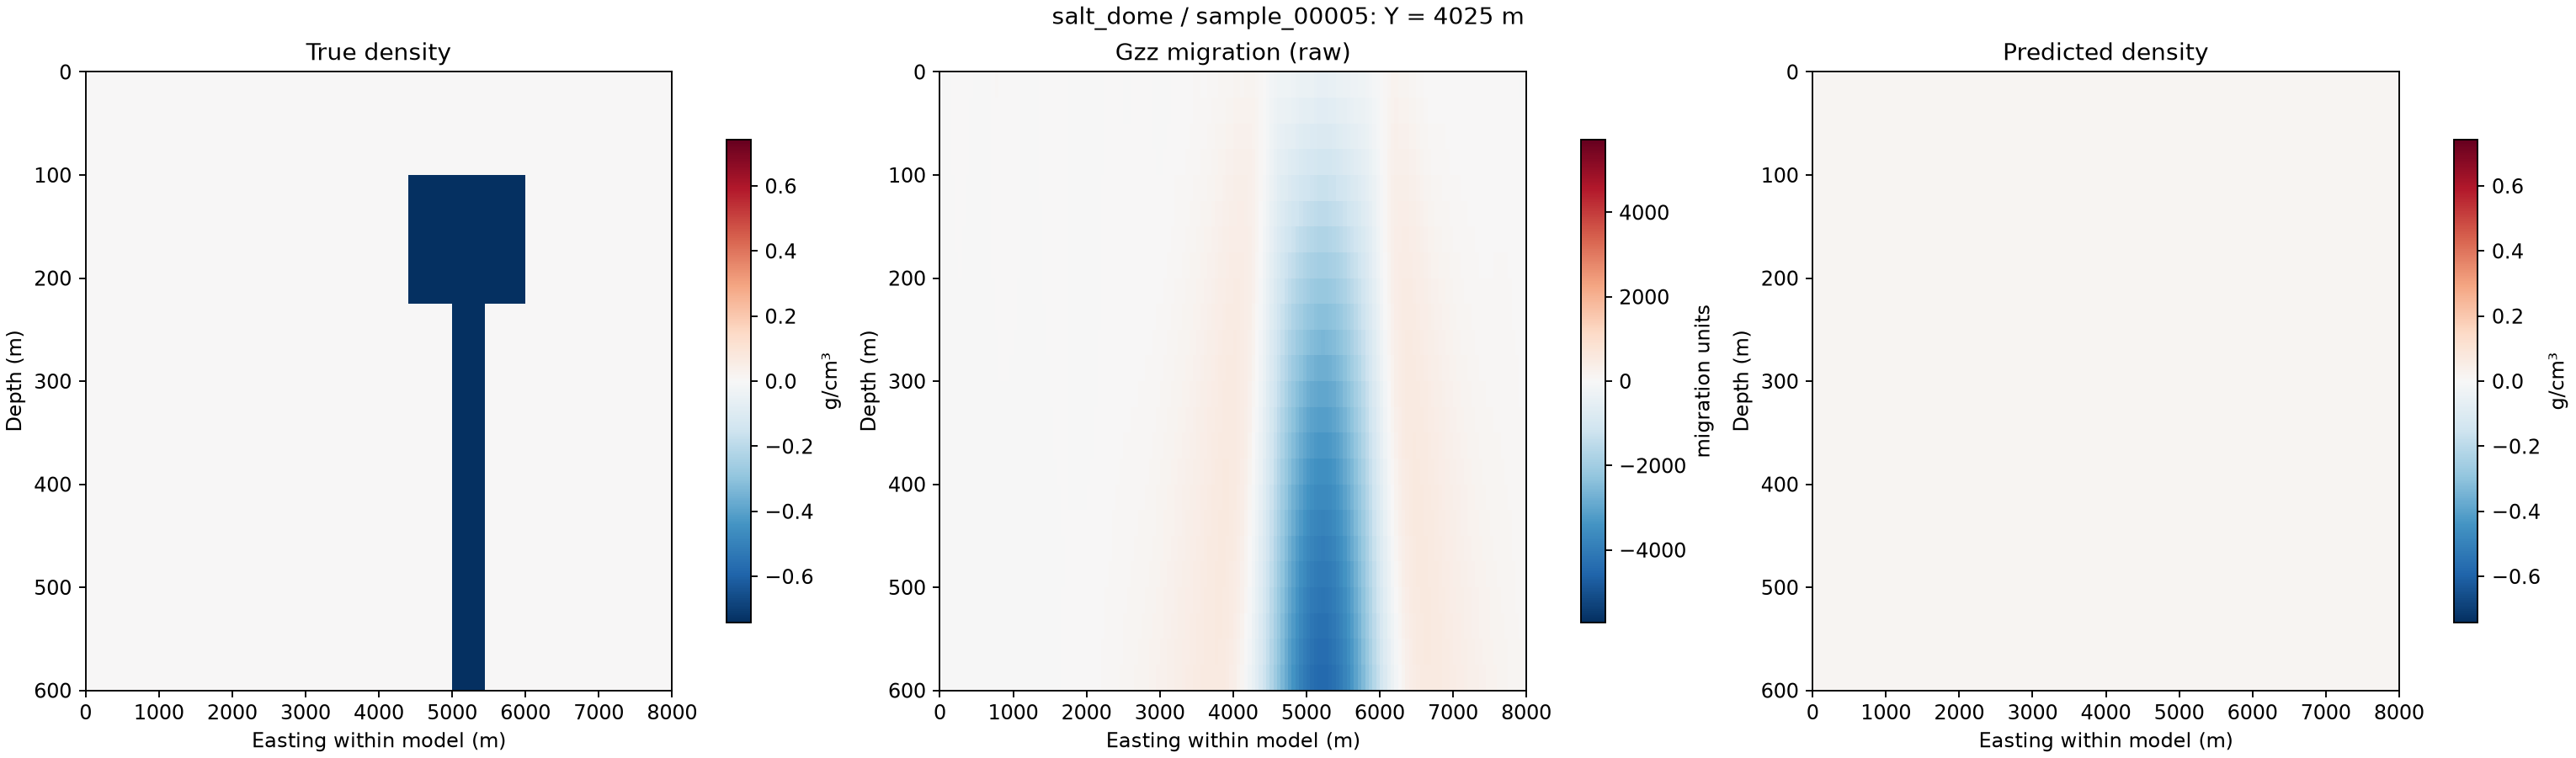 salt_dome / sample_00005: Y = 4025 m
True density
0
100
200
300
400
500
600
Depth (m)
0 1000 2000 3000 4000 5000 6000 7000 8000
Easting within model (m)
0.6
0.4
0.2
0.0
−0.2
−0.4
−0.6
g/cm³
Gzz migration (raw)
0
100
200
300
400
500
600
Depth (m)
0 1000 2000 3000 4000 5000 6000 7000 8000
Easting within model (m)
4000
2000
0
−2000
−4000
migration units
Predicted density
0
100
200
300
400
500
600
Depth (m)
0 1000 2000 3000 4000 5000 6000 7000 8000
Easting within model (m)
0.6
0.4
0.2
0.0
−0.2
−0.4
−0.6
g/cm³